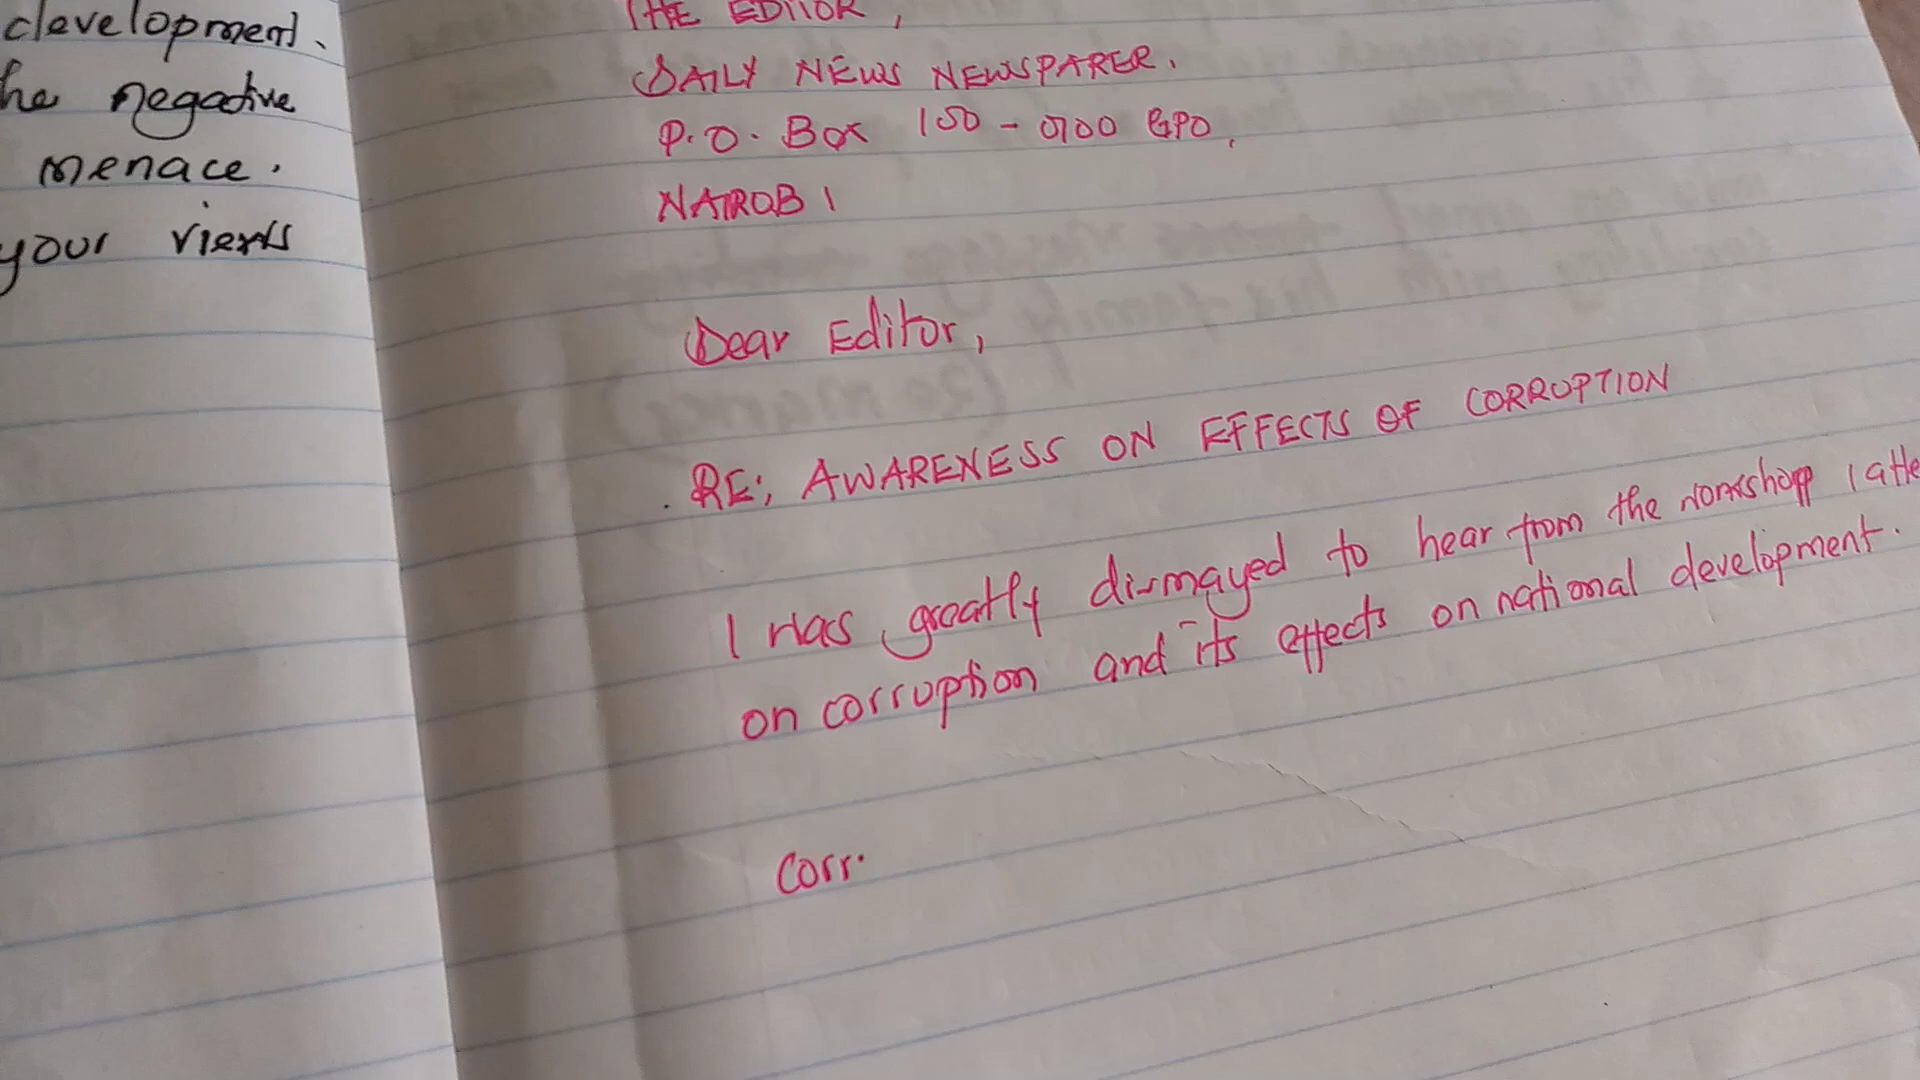 development.
he negative
menace.
your views
THE EDITOR,
DAILY NEWS NEWSPAPER.
P.O. Box 150 - 0700 GPO,
NAIROBI
Dear Editor,
RE; AWARENESS ON EFFECTS OF CORRUPTION
I was greatly dismayed to hear from the workshop I atte
on corruption and its effects on national development.
Corr.